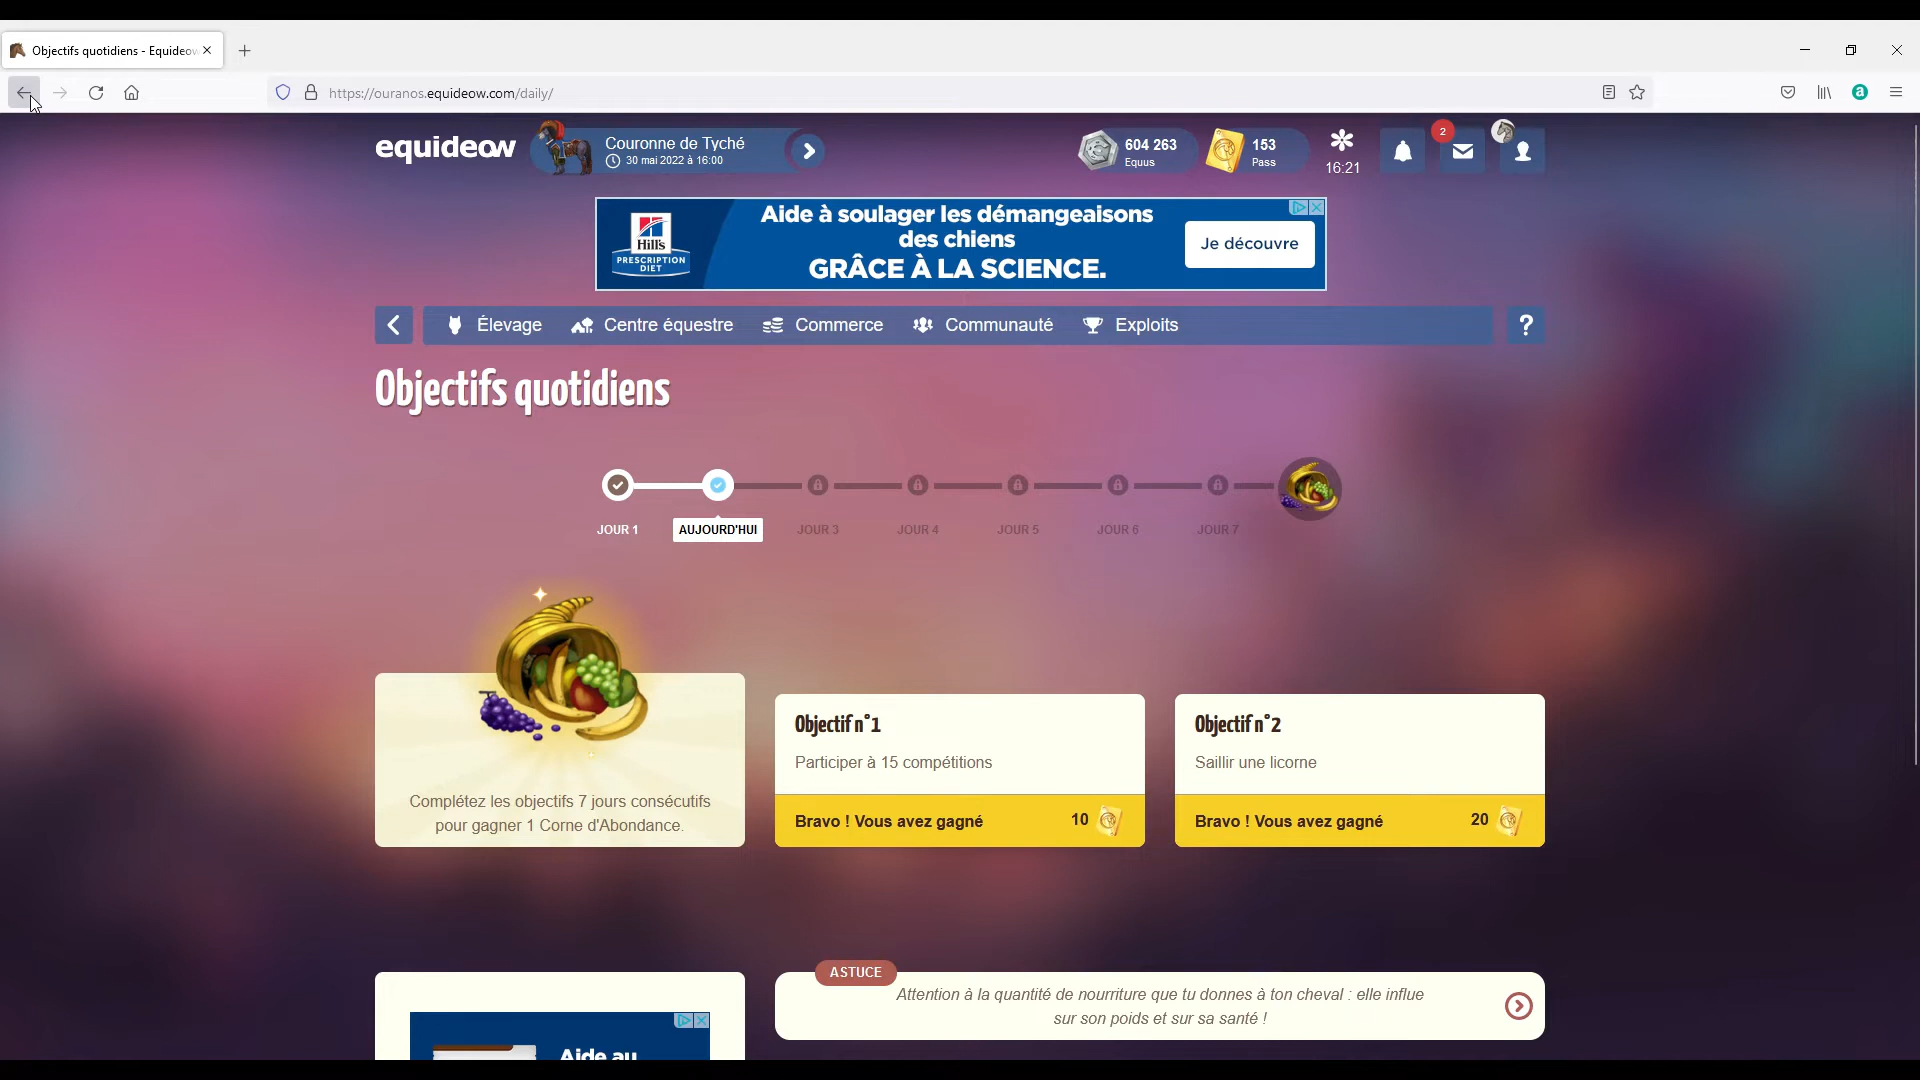 Objectifs quotidiens - Equideow
https://ouranos.equideow.com/daily/
equideow
Couronne de Tyché
30 mai 2022 à 16:00
604 263
Equus
153
Pass
16:21
2
Hill's
PRESCRIPTION
DIET
Aide à soulager les démangeaisons
des chiens
GRÂCE À LA SCIENCE.
Je découvre
Élevage
Centre équestre
Commerce
Communauté
Exploits
?
Objectifs quotidiens
JOUR 1
AUJOURD'HUI
JOUR 3
JOUR 4
JOUR 5
JOUR 6
JOUR 7
Complétez les objectifs 7 jours consécutifs
pour gagner 1 Corne d'Abondance.
Objectif n°1
Participer à 15 compétitions
Bravo ! Vous avez gagné
10
Objectif n°2
Saillir une licorne
Bravo ! Vous avez gagné
20
ASTUCE
Attention à la quantité de nourriture que tu donnes à ton cheval : elle influe
sur son poids et sur sa santé !
Aide au